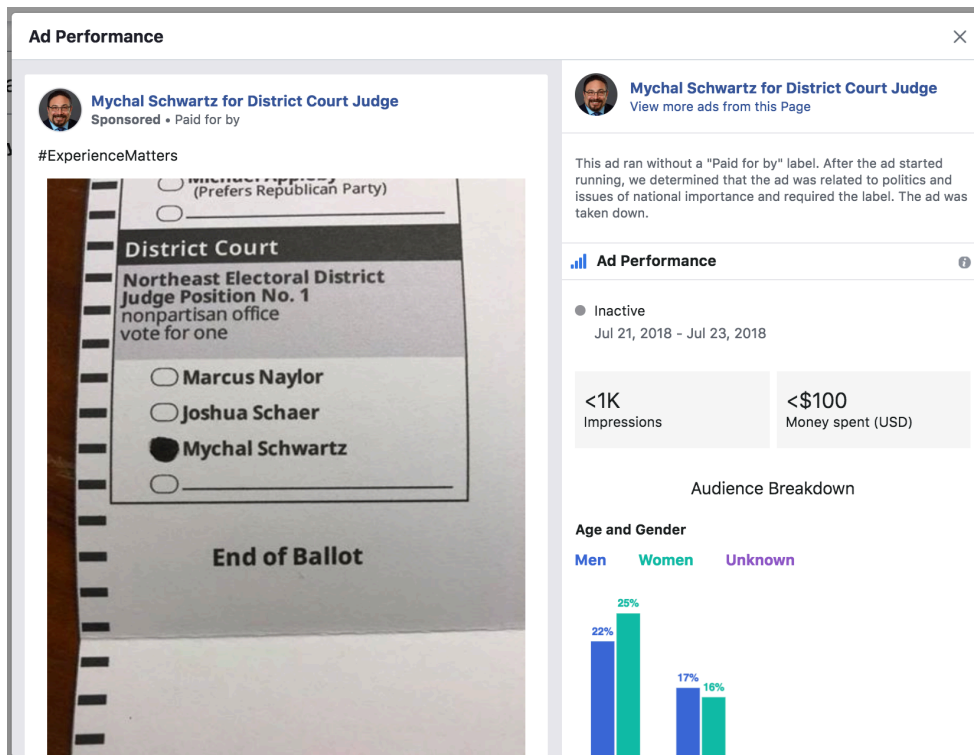 Ad Performance
Mychal Schwartz for District Court Judge
Sponsored • Paid for by
#ExperienceMatters
(Prefers Republican Party)
District Court
Northeast Electoral District
Judge Position No. 1
nonpartisan office
vote for one
Marcus Naylor
Joshua Schaer
Mychal Schwartz
End of Ballot
Mychal Schwartz for District Court Judge
View more ads from this Page
This ad ran without a "Paid for by" label. After the ad started
running, we determined that the ad was related to politics and
issues of national importance and required the label. The ad was
taken down.
Ad Performance
Inactive
Jul 21, 2018 - Jul 23, 2018
<1K
Impressions
<$100
Money spent (USD)
Audience Breakdown
Age and Gender
Men Women Unknown
25%
22%
17%
16%